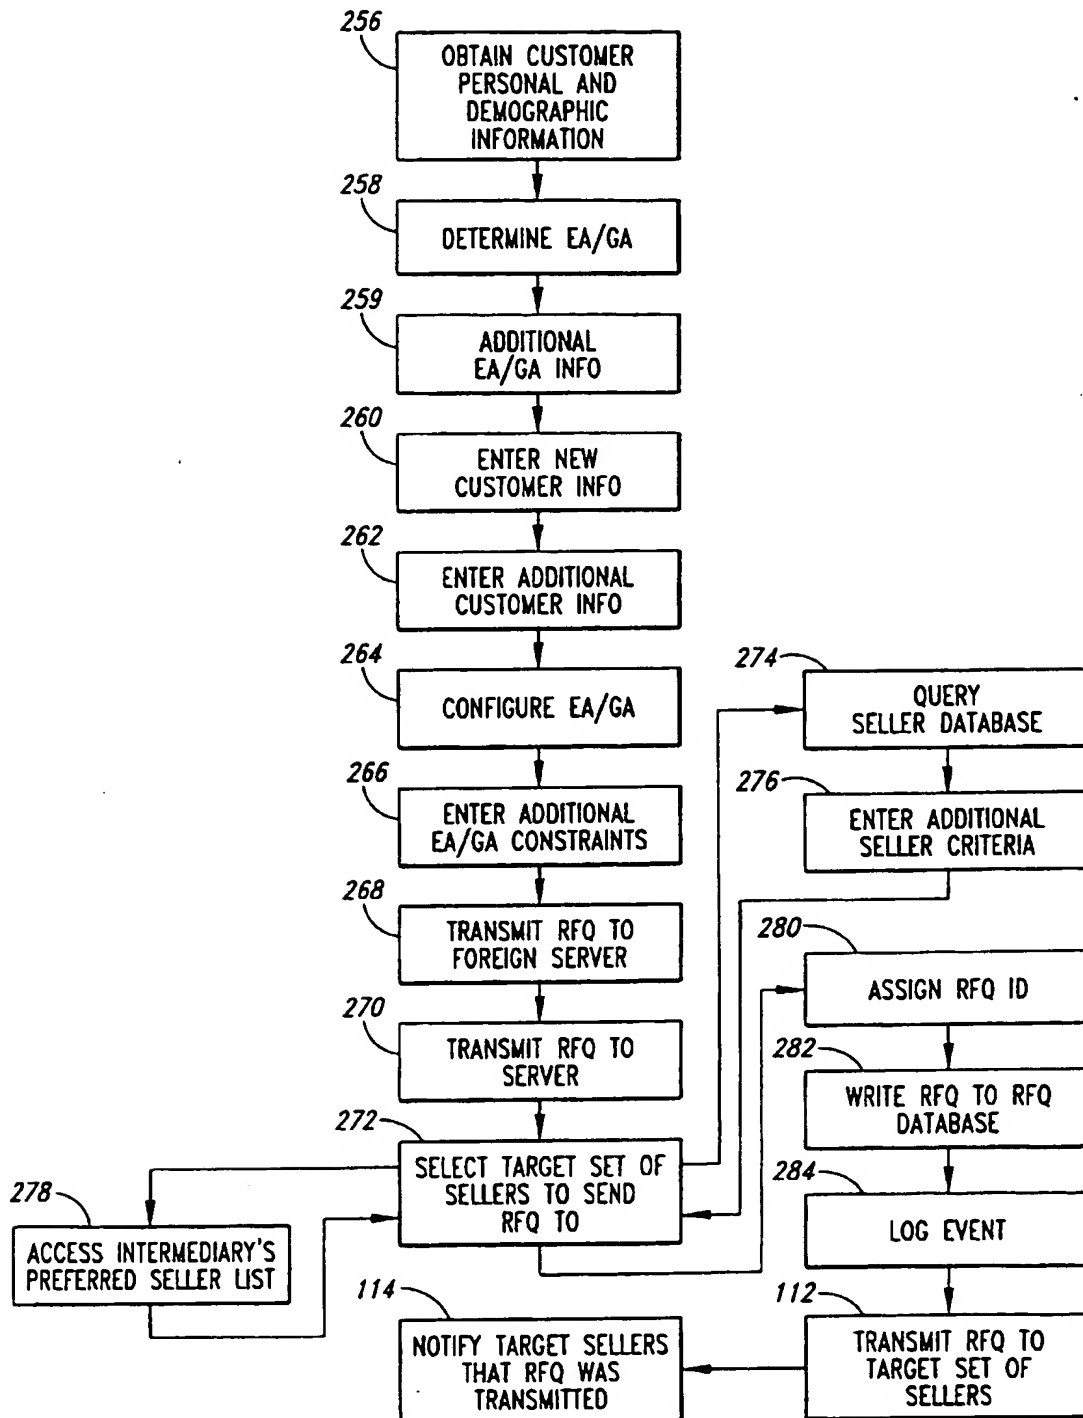 256
OBTAIN CUSTOMER
PERSONAL AND
DEMOGRAPHIC
INFORMATION
258
DETERMINE EA/GA
259
ADDITIONAL
EA/GA INFO
260
ENTER NEW
CUSTOMER INFO
262
ENTER ADDITIONAL
CUSTOMER INFO
264
CONFIGURE EA/GA
266
ENTER ADDITIONAL
EA/GA CONSTRAINTS
268
TRANSMIT RFQ TO
FOREIGN SERVER
270
TRANSMIT RFQ TO
SERVER
272
SELECT TARGET SET OF
SELLERS TO SEND
RFQ TO
274
QUERY
SELLER DATABASE
276
ENTER ADDITIONAL
SELLER CRITERIA
278
ACCESS INTERMEDIARY'S
PREFERRED SELLER LIST
280
ASSIGN RFQ ID
282
WRITE RFQ TO RFQ
DATABASE
284
LOG EVENT
112
TRANSMIT RFQ TO
TARGET SET OF
SELLERS
114
NOTIFY TARGET SELLERS
THAT RFQ WAS
TRANSMITTED